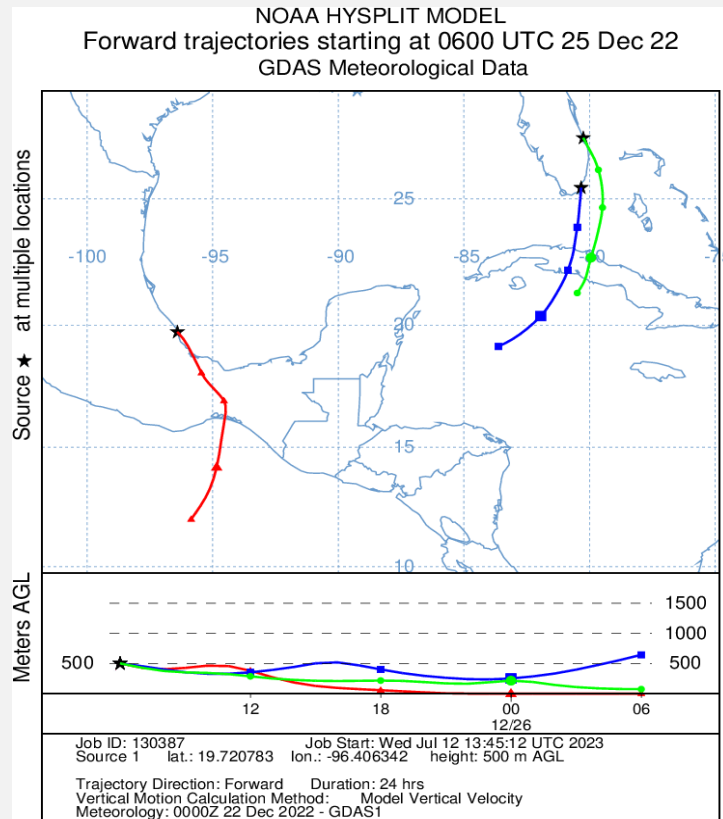 NOAA HYSPLIT MODEL
Forward trajectories starting at 0600 UTC 25 Dec 22
GDAS Meteorological Data
Source ★ at multiple locations
25
-100 -95 -90 -85 -80 -7
20
15
10
Meters AGL
1500
1000
500 500
12 18 00 06
12/26
Job ID: 130387 Job Start: Wed Jul 12 13:45:12 UTC 2023
Source 1 lat.: 19.720783 lon.: -96.406342 height: 500 m AGL
Trajectory Direction: Forward Duration: 24 hrs
Vertical Motion Calculation Method: Model Vertical Velocity
Meteorology: 0000Z 22 Dec 2022 - GDAS1